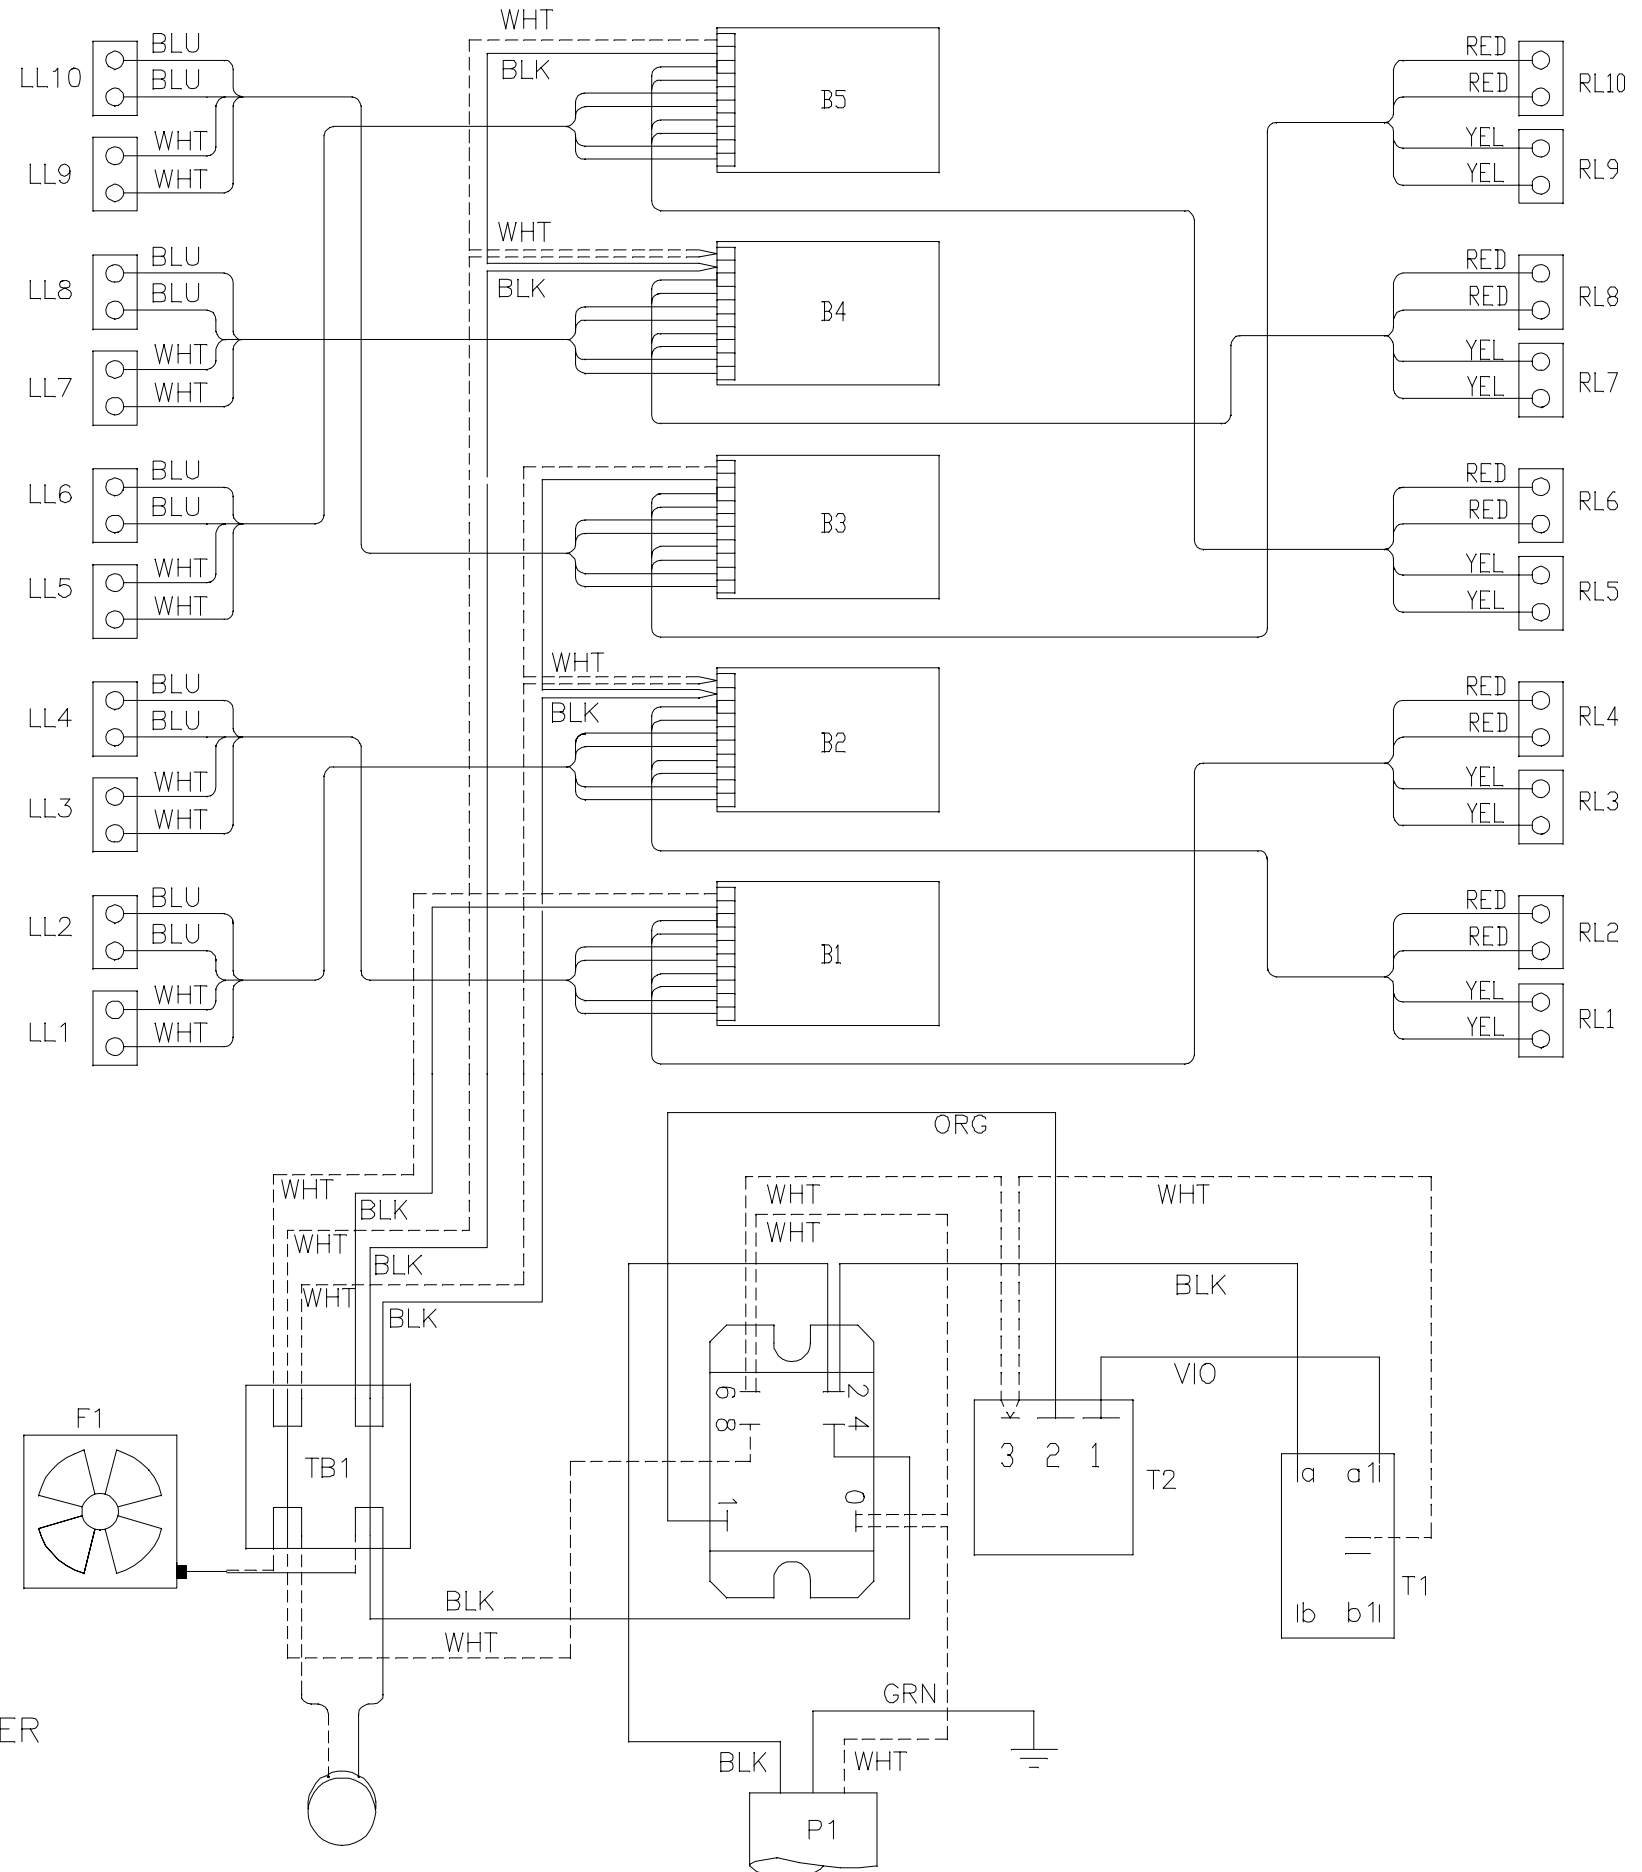 WHT
BLU
RED
LL10
BLK
B5
RL10
BLU
RED
WHT
YEL
LL9
WHT
YEL
RL9
WHT
BLU
RED
LL8
BLK
B4
RL8
BLU
RED
WHT
YEL
LL7
WHT
YEL
RL7
BLU
RED
LL6
B3
RL6
BLU
RED
WHT
YEL
LL5
WHT
YEL
RL5
WHT
BLU
RED
LL4
BLK
B2
RL4
BLU
RED
WHT
YEL
LL3
WHT
YEL
RL3
BLU
RED
LL2
B1
RL2
BLU
RED
WHT
YEL
LL1
WHT
YEL
RL1
ORG
WHT
WHT
WHT
BLK
WHT
WHT
BLK
BLK
WHT
BLK
VIO
F1
6
2
8
4
TB1
3 2 1
T2
a a1
1
0
BLK
T1
b b1
WHT
GRN
ER
BLK
WHT
P1